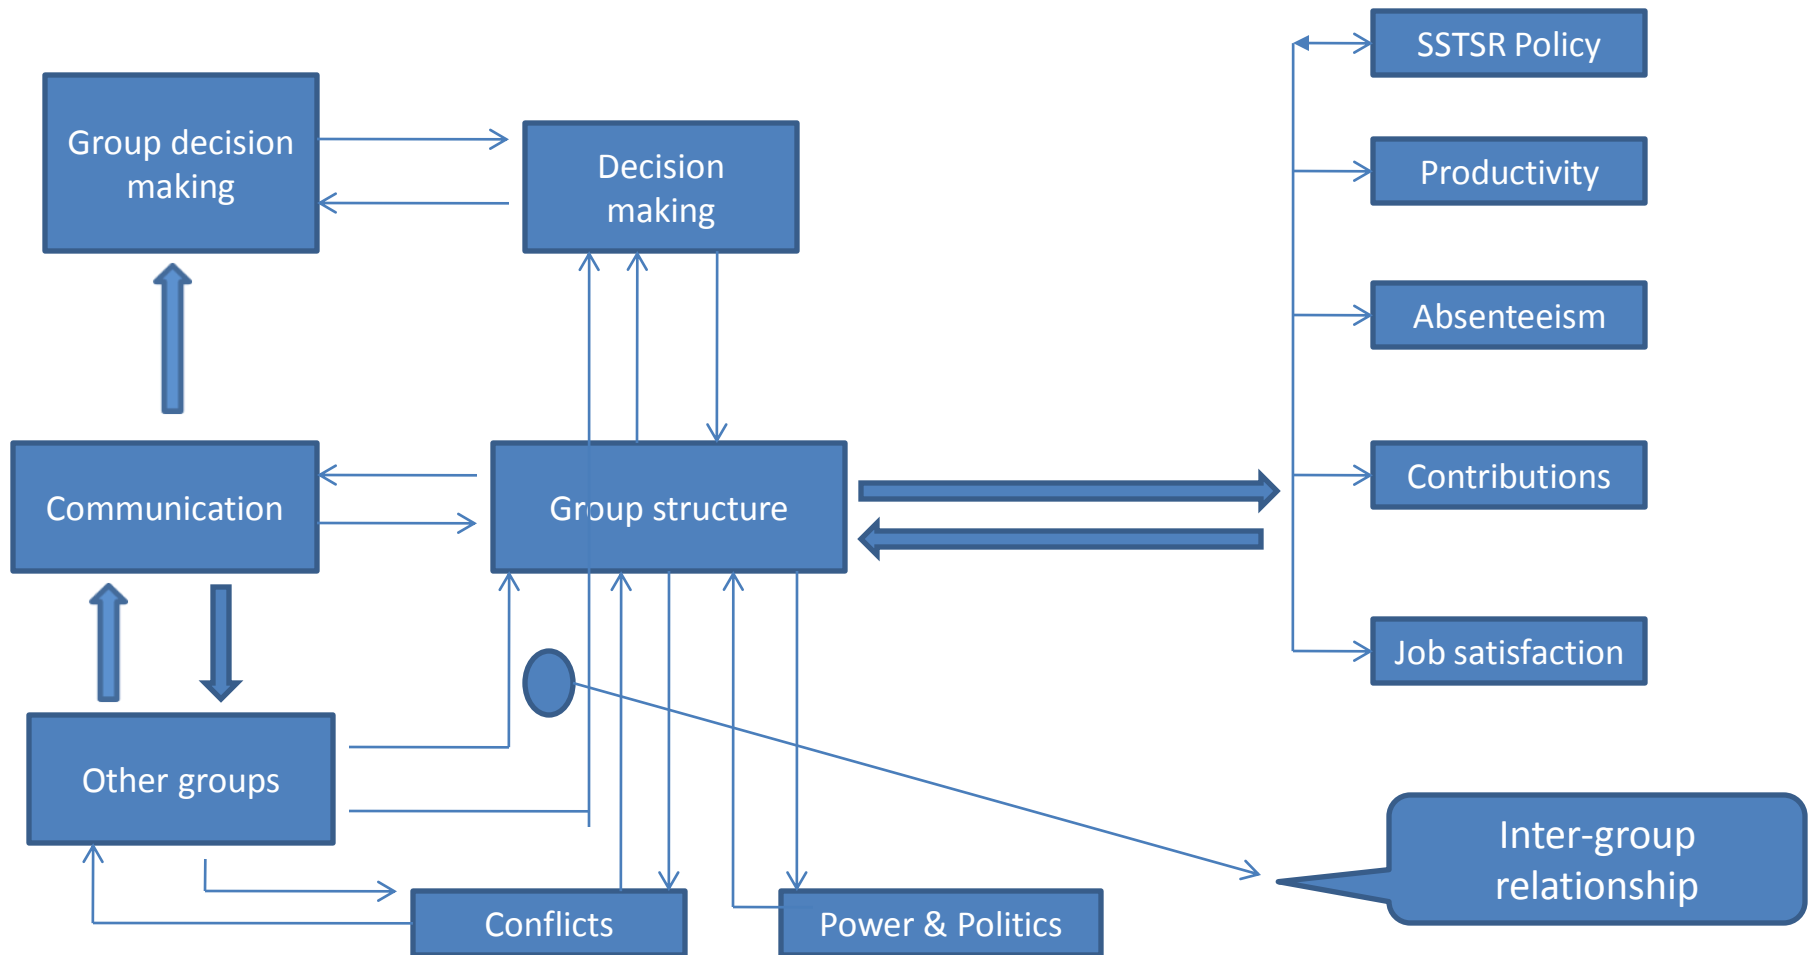 SSTSR Policy
Group decision
making
Decision
making
Productivity
Absenteeism
Communication
Group structure
Contributions
Job satisfaction
Other groups
Inter-group
relationship
Conflicts
Power & Politics